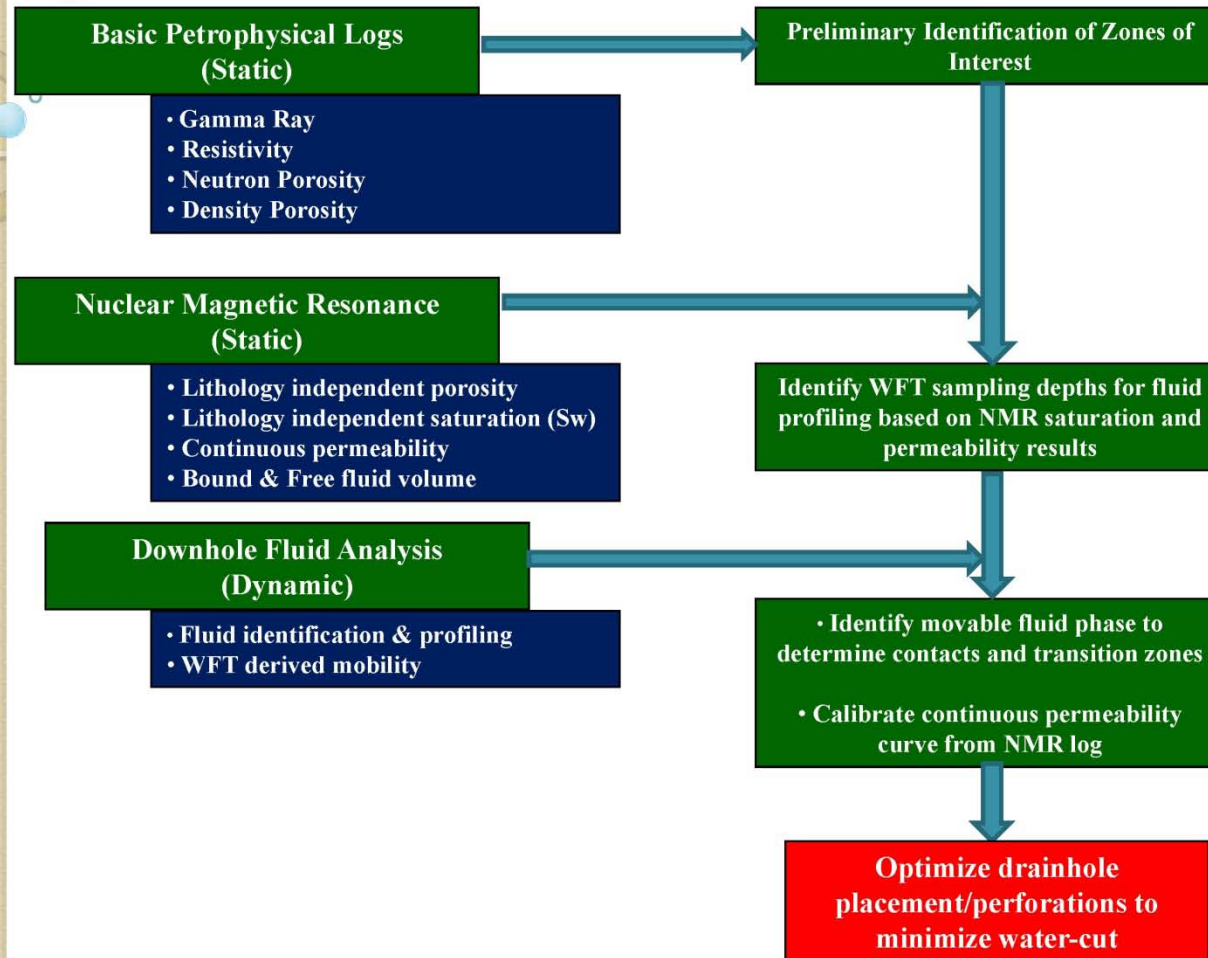 Basic Petrophysical Logs
(Static)
• Gamma Ray
• Resistivity
• Neutron Porosity
• Density Porosity
Preliminary Identification of Zones of
Interest
Nuclear Magnetic Resonance
(Static)
• Lithology independent porosity
• Lithology independent saturation (Sw)
• Continuous permeability
• Bound & Free fluid volume
Identify WFT sampling depths for fluid
profiling based on NMR saturation and
permeability results
Downhole Fluid Analysis
(Dynamic)
• Fluid identification & profiling
• WFT derived mobility
• Identify movable fluid phase to
determine contacts and transition zones
• Calibrate continuous permeability
curve from NMR log
Optimize drainhole
placement/perforations to
minimize water-cut